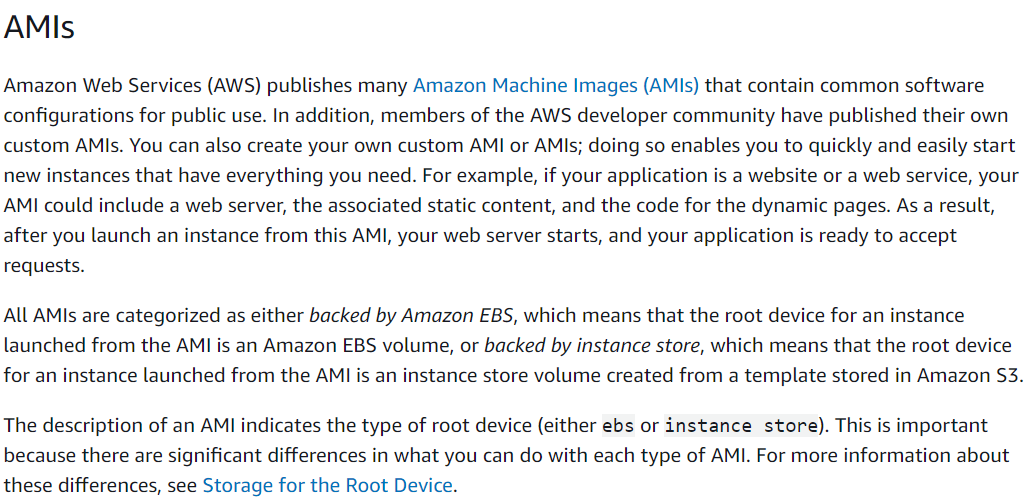 AMIs
Amazon Web Services (AWS) publishes many Amazon Machine Images (AMIs) that contain common software
configurations for public use. In addition, members of the AWS developer community have published their own
custom AMIs. You can also create your own custom AMI or AMIs; doing so enables you to quickly and easily start
new instances that have everything you need. For example, if your application is a website or a web service, your
AMI could include a web server, the associated static content, and the code for the dynamic pages. As a result,
after you launch an instance from this AMI, your web server starts, and your application is ready to accept
requests.
All AMIs are categorized as either backed by Amazon EBS, which means that the root device for an instance
launched from the AMI is an Amazon EBS volume, or backed by instance store, which means that the root device
for an instance launched from the AMI is an instance store volume created from a template stored in Amazon S3.
The description of an AMI indicates the type of root device (either ebs or instance store). This is important
because there are significant differences in what you can do with each type of AMI. For more information about
these differences, see Storage for the Root Device.